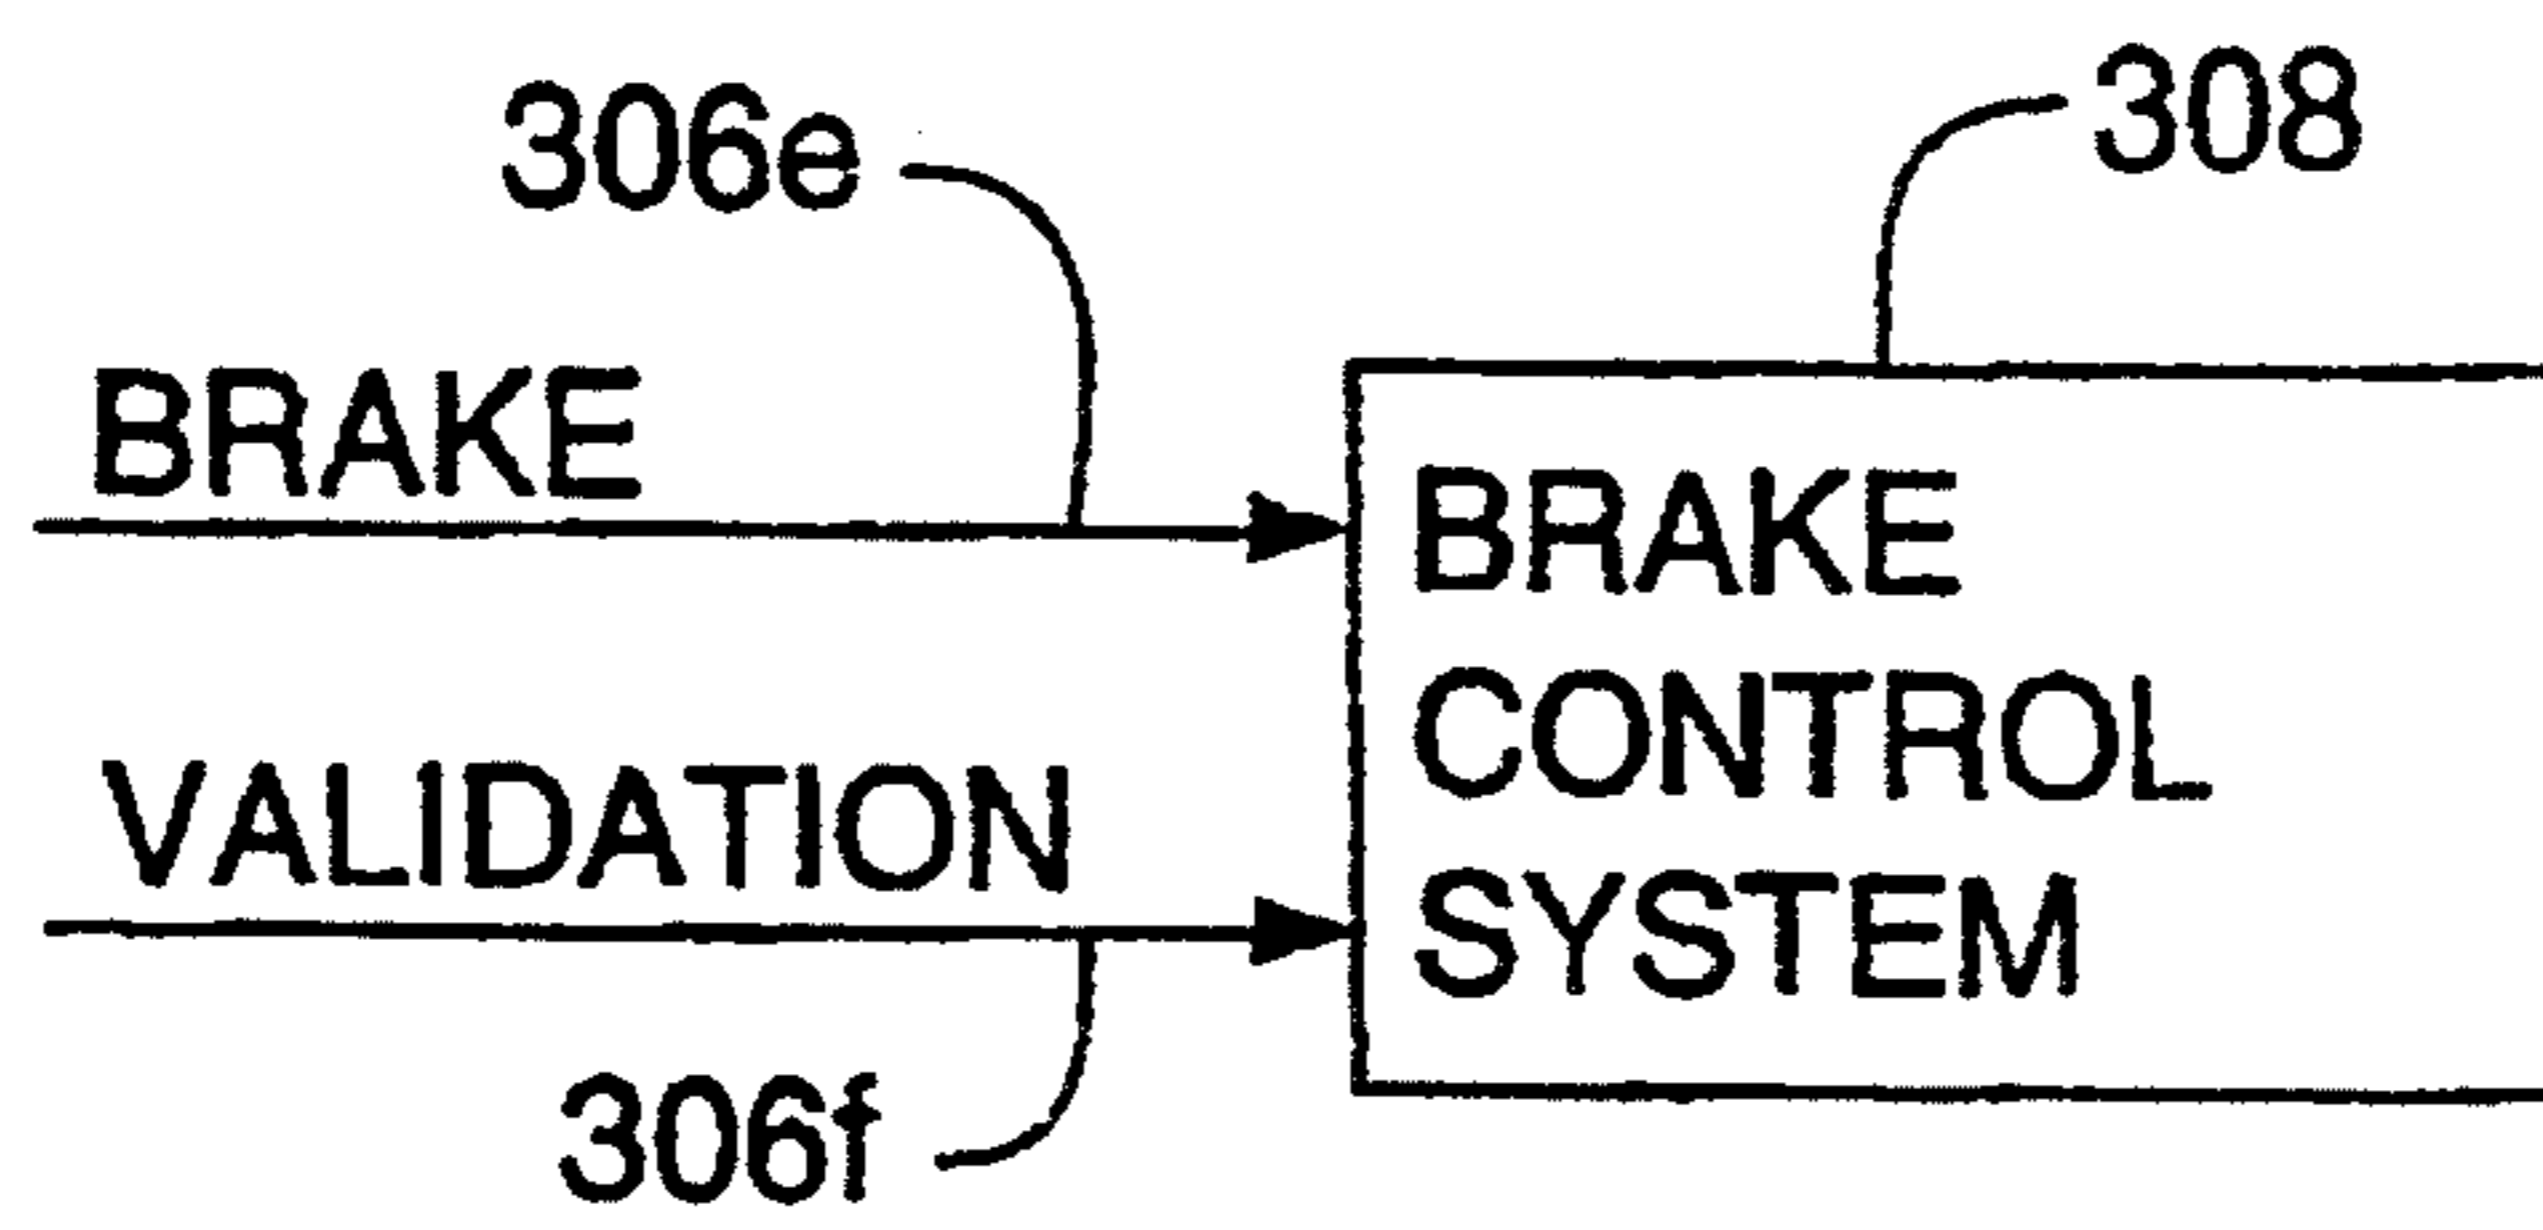 306e
308
BRAKE
BRAKE
CONTROL
VALIDATION
SYSTEM
306f